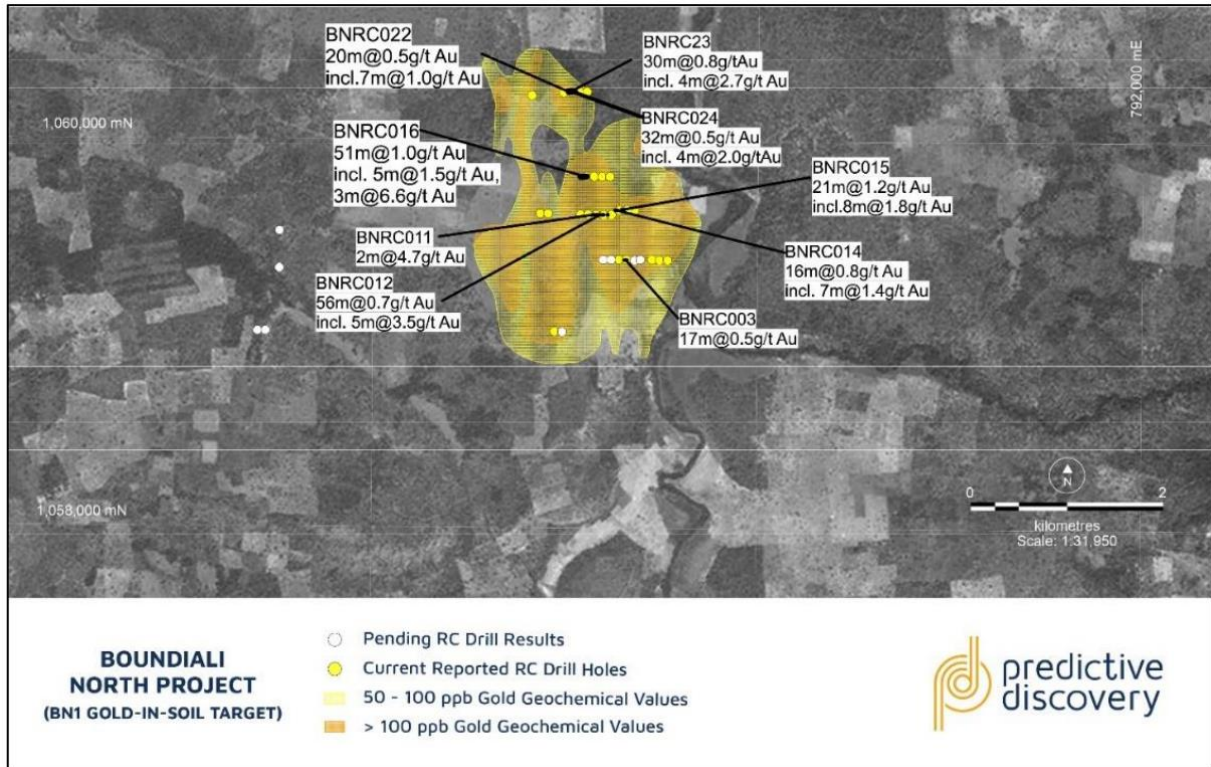 BNRC022
20m@0.5g/t Au
incl.7m@1.0g/t Au
BNRC23
30m@0.8g/tAu
incl. 4m@2.7g/t Au
792,000 mE
1,060,000 mN
BNRC024
32m@0.5g/t Au
incl. 4m@2.0g/tAu
BNRC016
51m@1.0g/t Au
incl. 5m@1.5g/t Au,
3m@6.6g/t Au
BNRC015
21m@1.2g/t Au
incl.8m@1.8g/t Au
BNRC011
2m@4.7g/t Au
BNRC014
16m@0.8g/t Au
incl. 7m@1.4g/t Au
BNRC012
56m@0.7g/t Au
incl. 5m@3.5g/t Au
BNRC003
17m@0.5g/t Au
1,058,000 mN
N
0 2
kilometres
Scale: 1:31,950
BOUNDIALI
NORTH PROJECT
(BN1 GOLD-IN-SOIL TARGET)
Pending RC Drill Results
Current Reported RC Drill Holes
50 - 100 ppb Gold Geochemical Values
> 100 ppb Gold Geochemical Values
predictive
discovery